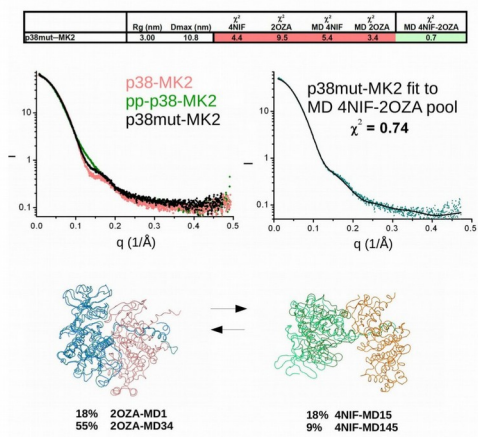 Rg (nm) Dmax (nm) χ² 4NIF χ² 2OZA χ² MD 4NIF χ² MD 2OZA χ² MD 4NIF-2OZA
p38mut–MK2 3.00 10.8 4.4 9.5 5.4 3.4 0.7
p38-MK2
pp-p38-MK2
p38mut-MK2
I
10
1
0.1
0.0 0.1 0.2 0.3 0.4 0.5
q (1/Å)
p38mut-MK2 fit to
MD 4NIF-2OZA pool
χ² = 0.74
I
10
1
0.1
0.0 0.1 0.2 0.3 0.4 0.5
q (1/Å)
18% 2OZA-MD1
55% 2OZA-MD34
18% 4NIF-MD15
9% 4NIF-MD145